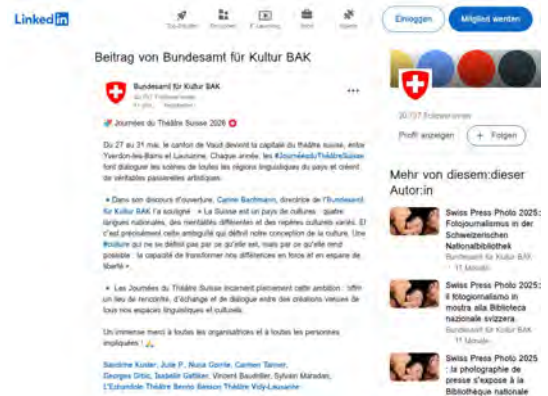 LinkedIn
Einloggen
Mitglied werden
Beitrag von Bundesamt für Kultur BAK
Bundesamt für Kultur BAK
Journées du Théâtre Suisse 2026
Du 27 au 31 mai, le canton de Vaud devient la capitale du théâtre suisse, entre
Yverdon-les-Bains et Lausanne. Chaque année, les #JournéesduThéâtreSuisse
font dialoguer les scènes de toutes les régions linguistiques du pays et créent
de véritables passerelles artistiques.
Dans son discours d'ouverture, Carine Bachmann, directrice de l'Bundesamt
für Kultur BAK l'a souligné : « La Suisse est un pays de cultures : quatre
langues nationales, des mentalités différentes et des repères culturels variés. Et
c'est précisément cette ambiguïté qui définit notre conception de la culture. Une
#culture qui ne se définit pas par ce qu'elle est, mais par ce qu'elle rend
possible : la capacité de transformer nos différences en force et en espace de
liberté ».
Les Journées du Théâtre Suisse incarnent pleinement cette ambition : offrir
un lieu de rencontre, d'échange et de dialogue entre des créations venues de
tous nos espaces linguistiques et culturels.
Un immense merci à toutes les organisatrices et à toutes les personnes
impliquées !
Sandrine Kuster, Julie P., Carmen Tanner,
Georges Isabelle Gattiker, Vincent Baudriller, Sylvain Maradan,
L'Echandole Théâtre Benno Besson Théâtre Vidy-Lausanne
Profil anzeigen
+ Folgen
Mehr von diesem:dieser
Autor:in
Swiss Press Photo 2025:
Fotojournalismus in der
Schweizerischen
Nationalbibliothek
Bundesamt für Kultur BAK
11 Monate
Swiss Press Photo 2025:
il fotogiornalismo in
mostra alla Biblioteca
nazionale svizzera
Bundesamt für Kultur BAK
11 Monate
Swiss Press Photo 2025
: la photographie de
presse s'expose à la
Bibliothèque nationale